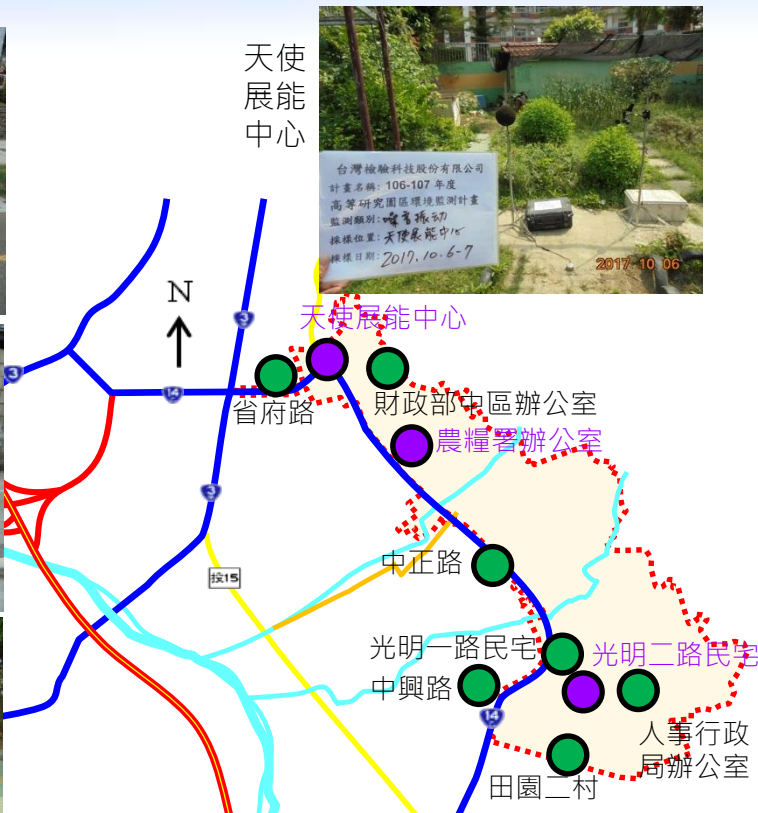 天使
展能
中心
台灣檢驗科技股份有限公司
計畫名稱: 106-107 年度
高等研究園區環境監測計畫
監測類別: 噪音振动
採樣位置: 天使展能中心
採樣日期: 2017.10.6-7
2017 10 06
N
3
天使展能中心
3
14
省府路
財政部中區辦公室
農糧署辦公室
3
中正路
投15
光明一路民宅
光明二路民宅
中興路
14
人事行政
局辦公室
田園二村